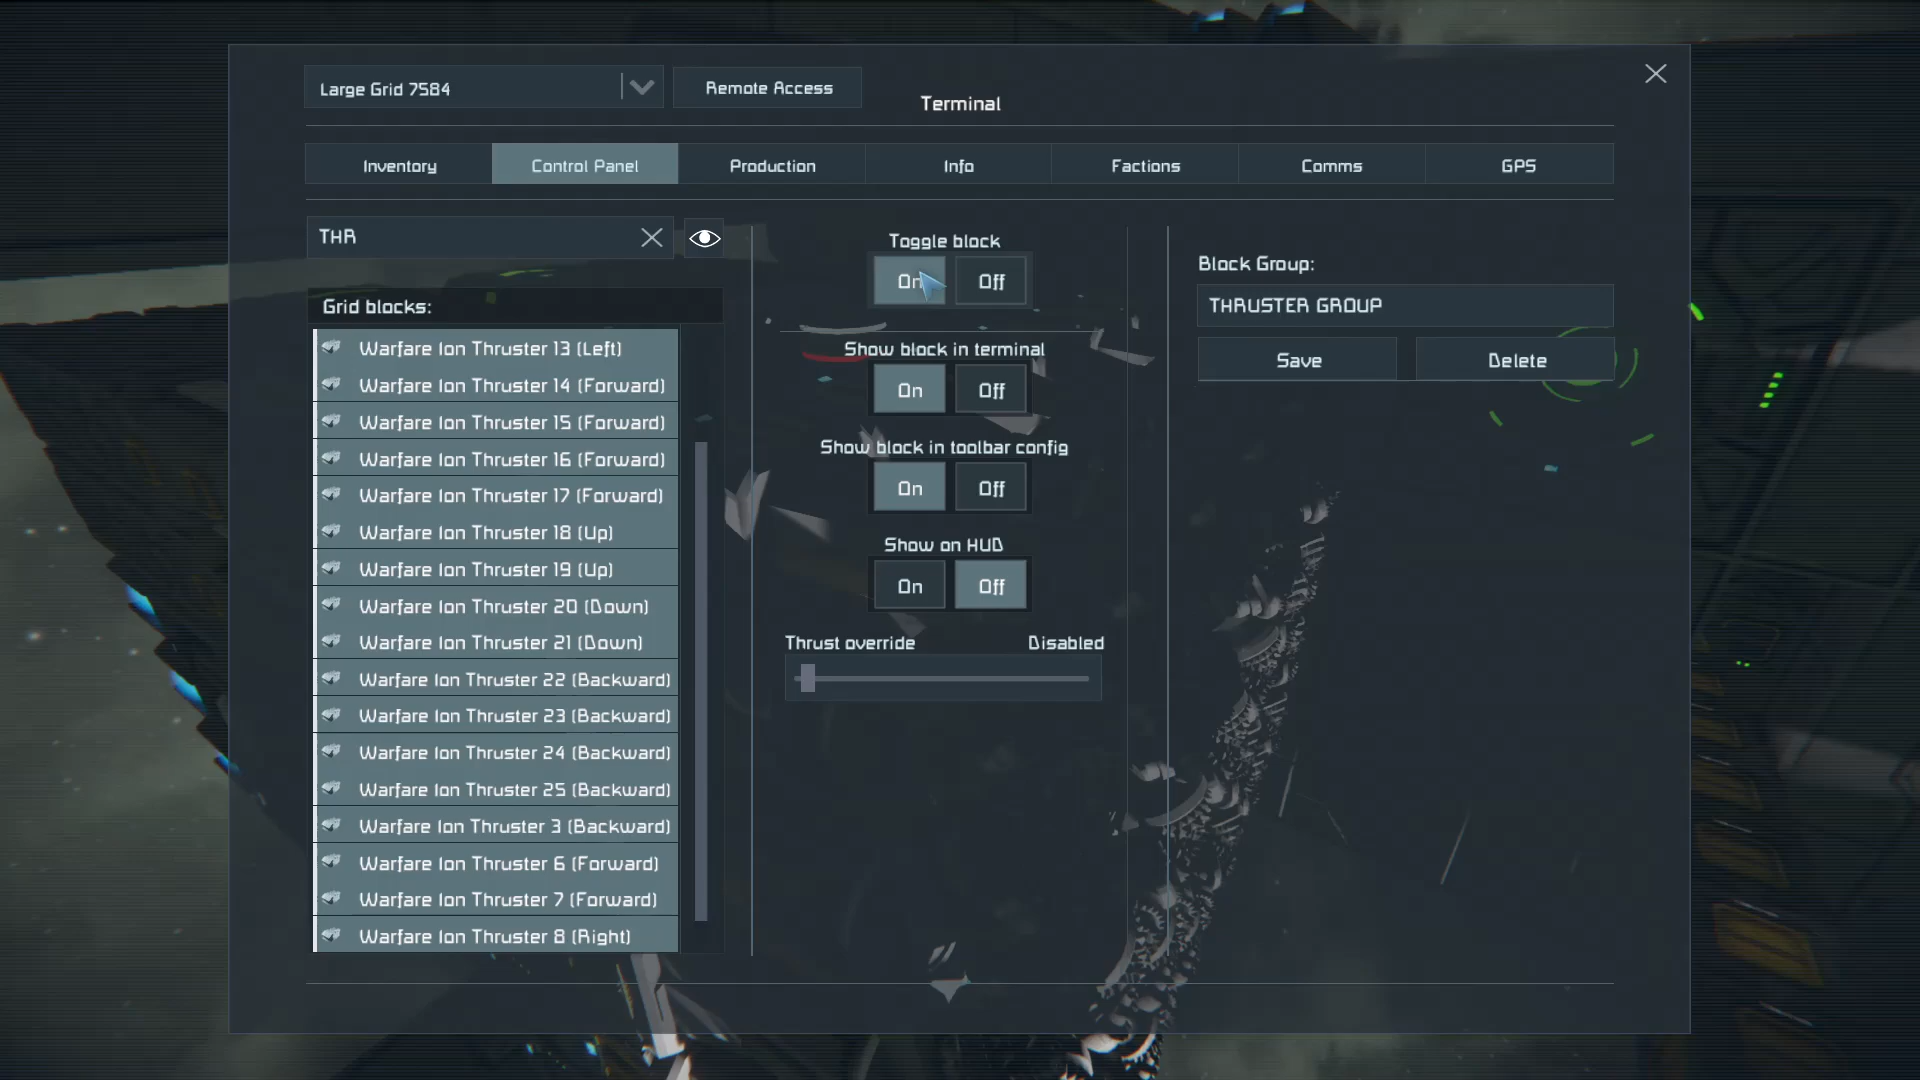 Large Grid 7584
Remote Access
Terminal
Inventory
Control Panel
Production
Info
Factions
Comms
GPS
THR
Grid blocks:
Warfare Ion Thruster 13 (Left)
Warfare Ion Thruster 14 (Forward)
Warfare Ion Thruster 15 (Forward)
Warfare Ion Thruster 16 (Forward)
Warfare Ion Thruster 17 (Forward)
Warfare Ion Thruster 18 (Up)
Warfare Ion Thruster 19 (Up)
Warfare Ion Thruster 20 (Down)
Warfare Ion Thruster 21 (Down)
Warfare Ion Thruster 22 (Backward)
Warfare Ion Thruster 23 (Backward)
Warfare Ion Thruster 24 (Backward)
Warfare Ion Thruster 25 (Backward)
Warfare Ion Thruster 3 (Backward)
Warfare Ion Thruster 6 (Forward)
Warfare Ion Thruster 7 (Forward)
Warfare Ion Thruster 8 (Right)
Toggle block
On Off
Show block in terminal
On Off
Show block in toolbar config
On Off
Show on HUD
On Off
Thrust override Disabled
Block Group:
THRUSTER GROUP
Save Delete